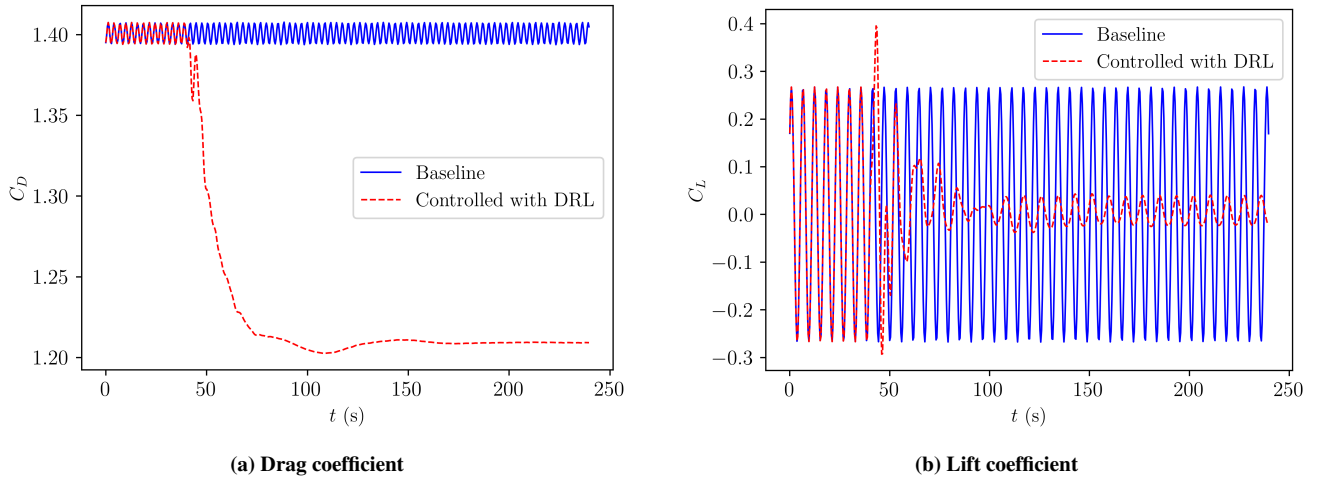 1.40
1.35
1.30
1.25
1.20
C_D
Baseline
Controlled with DRL
0
50
100
150
200
250
t (s)
(a) Drag coefficient
0.4
0.3
0.2
0.1
0.0
−0.1
−0.2
−0.3
C_L
Baseline
Controlled with DRL
0
50
100
150
200
250
t (s)
(b) Lift coefficient